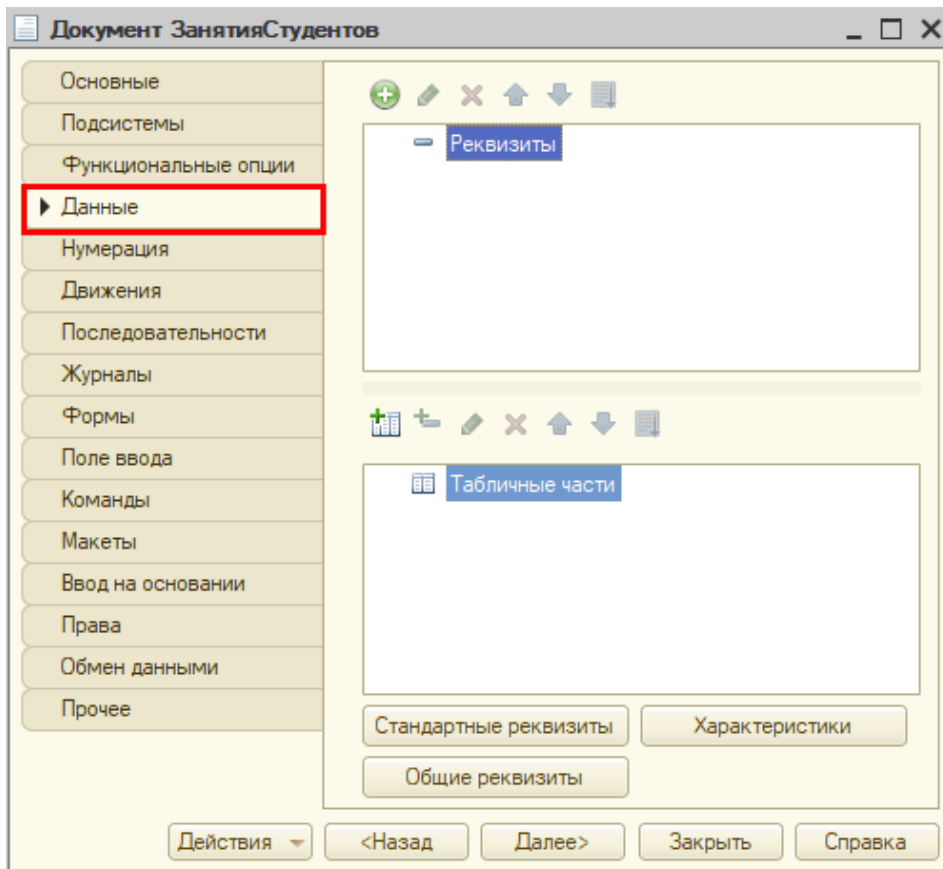 Документ ЗанятияСтудентов
Основные
Подсистемы
Функциональные опции
Данные
Нумерация
Движения
Последовательности
Журналы
Формы
Поле ввода
Команды
Макеты
Ввод на основании
Права
Обмен данными
Прочее
Реквизиты
Табличные части
Стандартные реквизиты
Характеристики
Общие реквизиты
Действия
<Назад
Далее>
Закрыть
Справка